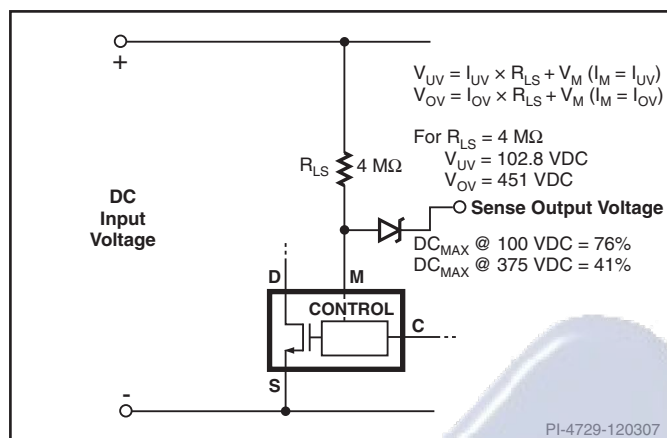 +
V_UV = I_UV × R_LS + V_M (I_M = I_UV)
V_OV = I_OV × R_LS + V_M (I_M = I_OV)
For R_LS = 4 MΩ
V_UV = 102.8 VDC
V_OV = 451 VDC
R_LS 4 MΩ
DC
Input
Voltage
Sense Output Voltage
DC_MAX @ 100 VDC = 76%
DC_MAX @ 375 VDC = 41%
D M
CONTROL
C
S
-
PI-4729-120307